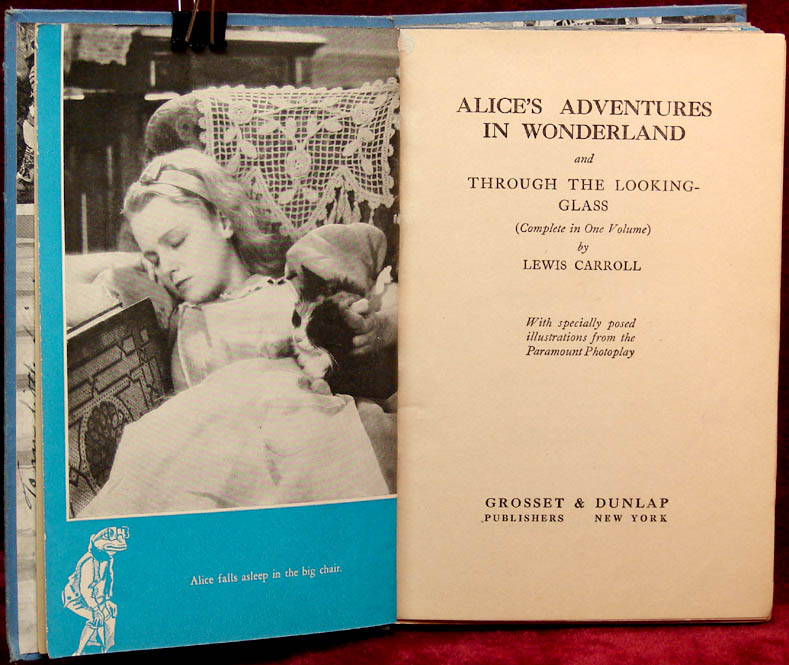 Alice falls asleep in the big chair.
ALICE'S ADVENTURES
IN WONDERLAND
and
THROUGH THE LOOKING-
GLASS
(Complete in One Volume)
by
LEWIS CARROLL
With specially posed
illustrations from the
Paramount Photoplay
GROSSET & DUNLAP
PUBLISHERS NEW YORK